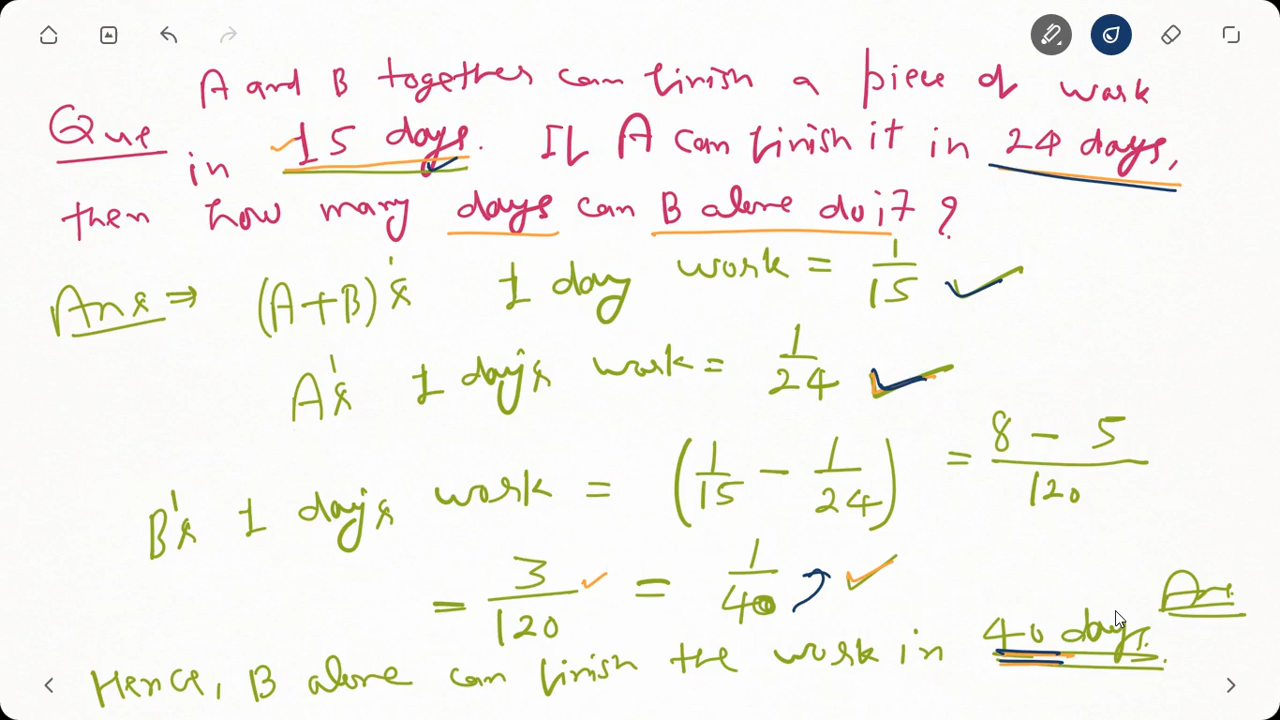 A and B together can finish a piece of work
Que in 15 days. If A can finish it in 24 days,
then how many days can B alone do it ?
Ans ⇒ (A+B)'s 1 day work = 1/15
A's 1 day's work = 1/24
B's 1 day's work = (1/15 - 1/24) = 8 - 5/120
= 3/120 = 1/40
Hence, B alone can finish the work in 40 days. Ans.